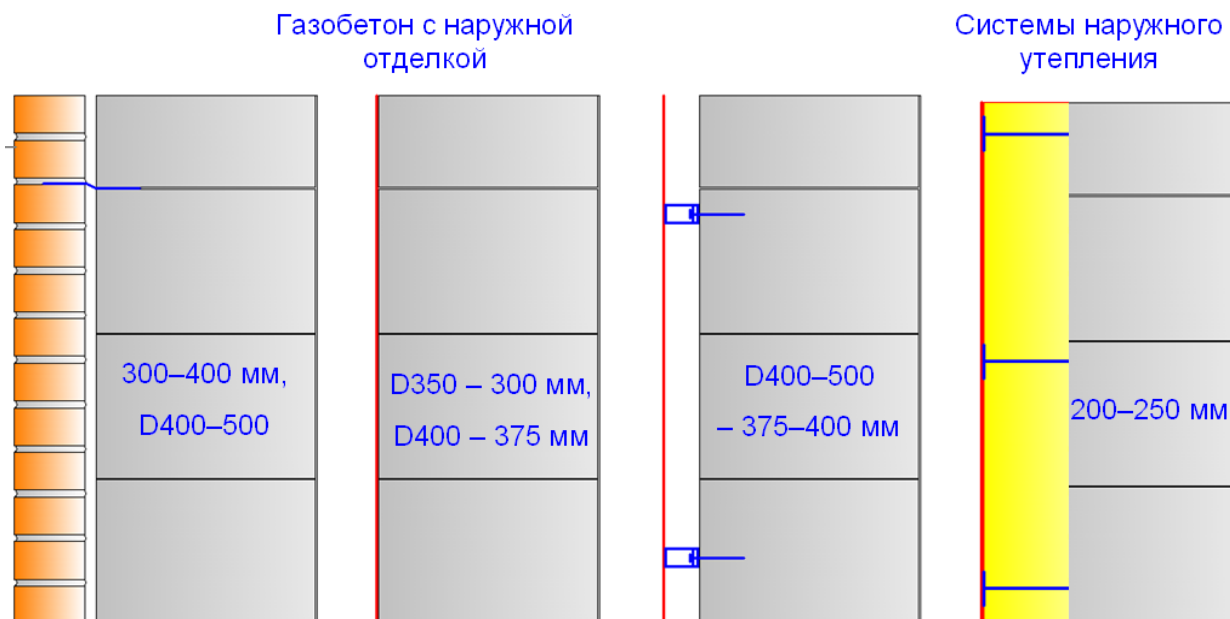 Газобетон с наружной
отделкой
Системы наружного
утепления
300–400 мм,
D400–500
D350 – 300 мм,
D400 – 375 мм
D400–500
– 375–400 мм
200–250 мм